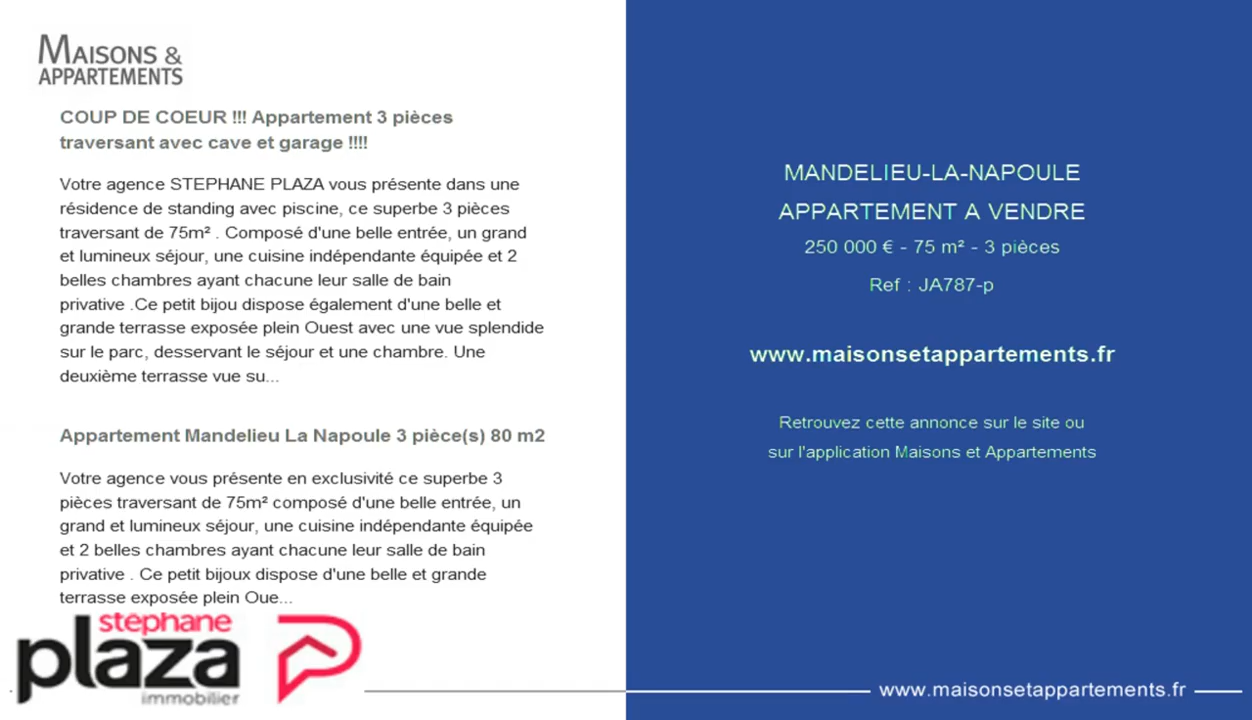 MAISONS &
APPARTEMENTS
COUP DE COEUR !!! Appartement 3 pièces
traversant avec cave et garage !!!!
Votre agence STEPHANE PLAZA vous présente dans une
résidence de standing avec piscine, ce superbe 3 pièces
traversant de 75m² . Composé d'une belle entrée, un grand
et lumineux séjour, une cuisine indépendante équipée et 2
belles chambres ayant chacune leur salle de bain
privative .Ce petit bijou dispose également d'une belle et
grande terrasse exposée plein Ouest avec une vue splendide
sur le parc, desservant le séjour et une chambre. Une
deuxième terrasse vue su...
Appartement Mandelieu La Napoule 3 pièce(s) 80 m2
Votre agence vous présente en exclusivité ce superbe 3
pièces traversant de 75m² composé d'une belle entrée, un
grand et lumineux séjour, une cuisine indépendante équipée
et 2 belles chambres ayant chacune leur salle de bain
privative . Ce petit bijoux dispose d'une belle et grande
terrasse exposée plein Oue...
stéphane
plaza
immobilier
MANDELIEU-LA-NAPOULE
APPARTEMENT A VENDRE
250 000 € - 75 m² - 3 pièces
Ref : JA787-p
www.maisonsetappartements.fr
Retrouvez cette annonce sur le site ou
sur l'application Maisons et Appartements
www.maisonsetappartements.fr